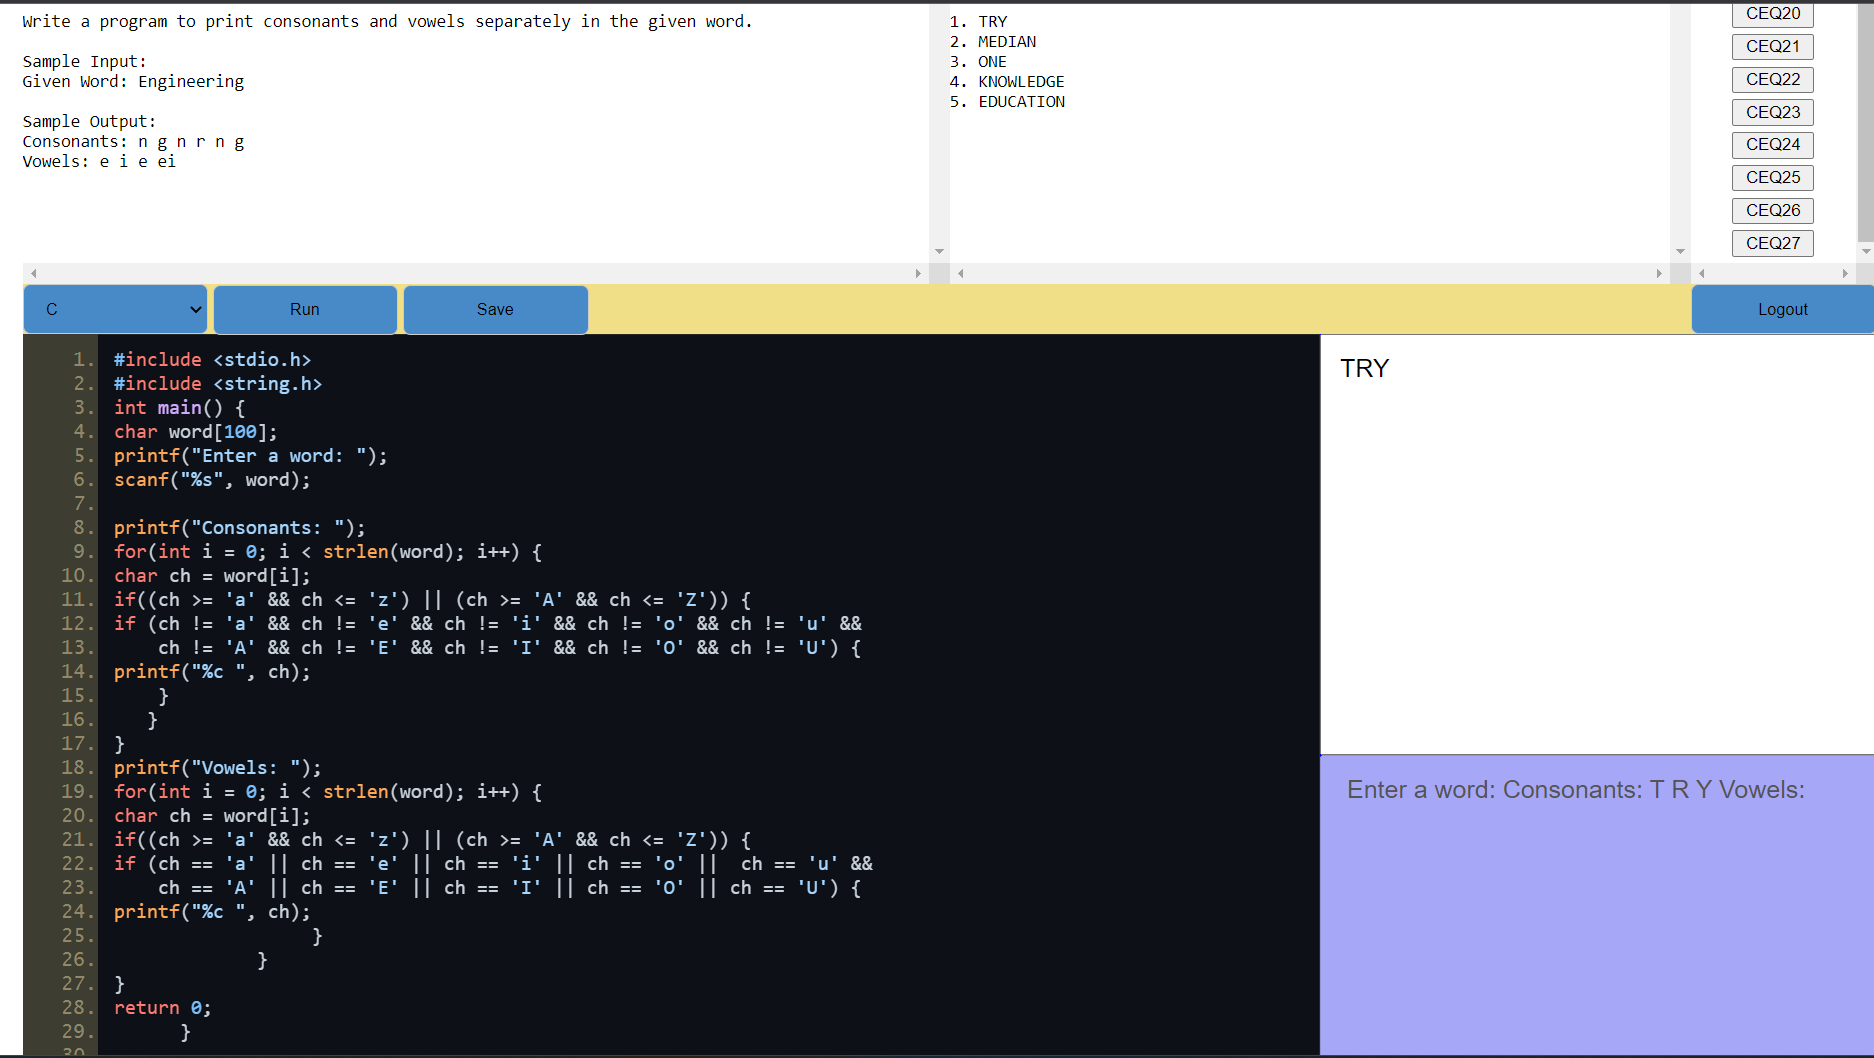 Write a program to print consonants and vowels separately in the given word.
Sample Input:
Given Word: Engineering
Sample Output:
Consonants: n g n r n g
Vowels: e i e ei
1. TRY
2. MEDIAN
3. ONE
4. KNOWLEDGE
5. EDUCATION
CEQ20
CEQ21
CEQ22
CEQ23
CEQ24
CEQ25
CEQ26
CEQ27
C
Run
Save
Logout
1. #include <stdio.h>
2. #include <string.h>
3. int main() {
4. char word[100];
5. printf("Enter a word: ");
6. scanf("%s", word);
7.
8. printf("Consonants: ");
9. for(int i = 0; i < strlen(word); i++) {
10. char ch = word[i];
11. if((ch >= 'a' && ch <= 'z') || (ch >= 'A' && ch <= 'Z')) {
12. if (ch != 'a' && ch != 'e' && ch != 'i' && ch != 'o' && ch != 'u' &&
13.     ch != 'A' && ch != 'E' && ch != 'I' && ch != 'O' && ch != 'U') {
14. printf("%c ", ch);
15.     }
16.    }
17. }
18. printf("Vowels: ");
19. for(int i = 0; i < strlen(word); i++) {
20. char ch = word[i];
21. if((ch >= 'a' && ch <= 'z') || (ch >= 'A' && ch <= 'Z')) {
22. if (ch == 'a' || ch == 'e' || ch == 'i' || ch == 'o' ||  ch == 'u' &&
23.     ch == 'A' || ch == 'E' || ch == 'I' || ch == 'O' || ch == 'U') {
24. printf("%c ", ch);
25.                   }
26.              }
27. }
28. return 0;
29.       }
30.
TRY
Enter a word: Consonants: T R Y Vowels: